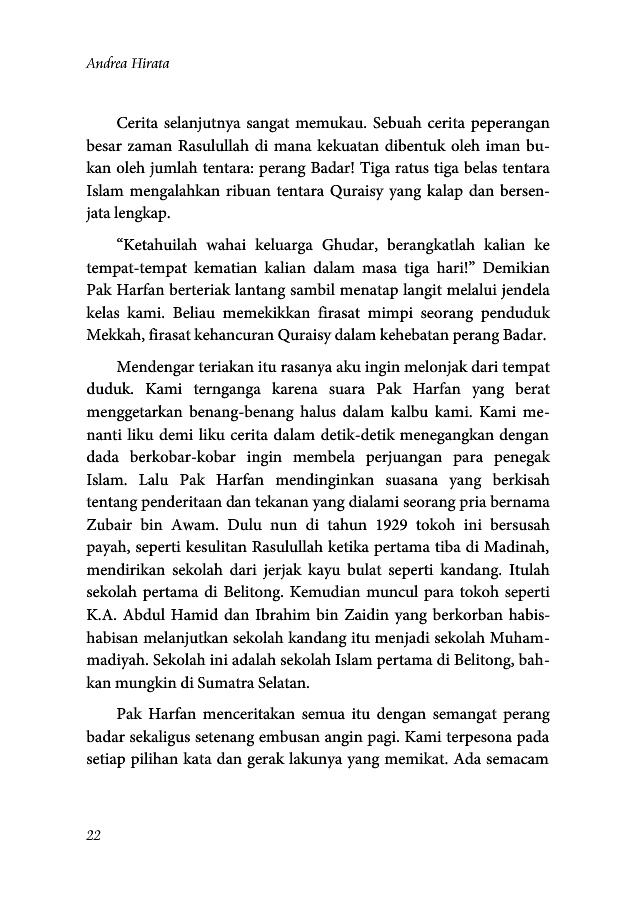 Andrea Hirata
Cerita selanjutnya sangat memukau. Sebuah cerita peperangan
besar zaman Rasulullah di mana kekuatan dibentuk oleh iman bu-
kan oleh jumlah tentara: perang Badar! Tiga ratus tiga belas tentara
Islam mengalahkan ribuan tentara Quraisy yang kalap dan bersen-
jata lengkap.
“Ketahuilah wahai keluarga Ghudar, berangkatlah kalian ke
tempat-tempat kematian kalian dalam masa tiga hari!” Demikian
Pak Harfan berteriak lantang sambil menatap langit melalui jendela
kelas kami. Beliau memekikkan firasat mimpi seorang penduduk
Mekkah, firasat kehancuran Quraisy dalam kehebatan perang Badar.
Mendengar teriakan itu rasanya aku ingin melonjak dari tempat
duduk. Kami ternganga karena suara Pak Harfan yang berat
menggetarkan benang-benang halus dalam kalbu kami. Kami me-
nanti liku demi liku cerita dalam detik-detik menegangkan dengan
dada berkobar-kobar ingin membela perjuangan para penegak
Islam. Lalu Pak Harfan mendinginkan suasana yang berkisah
tentang penderitaan dan tekanan yang dialami seorang pria bernama
Zubair bin Awam. Dulu nun di tahun 1929 tokoh ini bersusah
payah, seperti kesulitan Rasulullah ketika pertama tiba di Madinah,
mendirikan sekolah dari jerjak kayu bulat seperti kandang. Itulah
sekolah pertama di Belitong. Kemudian muncul para tokoh seperti
K.A. Abdul Hamid dan Ibrahim bin Zaidin yang berkorban habis-
habisan melanjutkan sekolah kandang itu menjadi sekolah Muham-
madiyah. Sekolah ini adalah sekolah Islam pertama di Belitong, bah-
kan mungkin di Sumatra Selatan.
Pak Harfan menceritakan semua itu dengan semangat perang
badar sekaligus setenang embusan angin pagi. Kami terpesona pada
setiap pilihan kata dan gerak lakunya yang memikat. Ada semacam
22